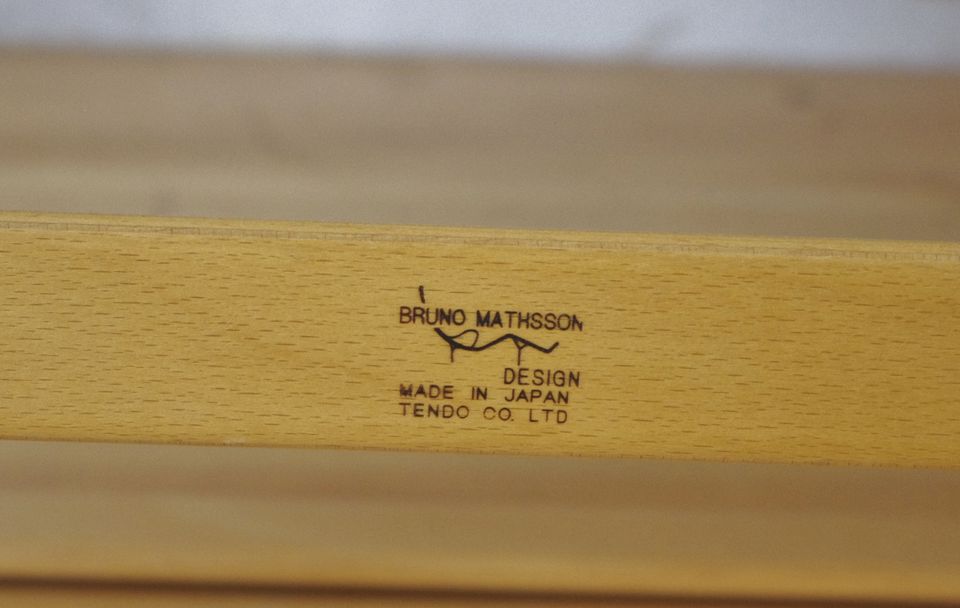 BRUNO MATHSSON
DESIGN
MADE IN JAPAN
TENDO CO. LTD